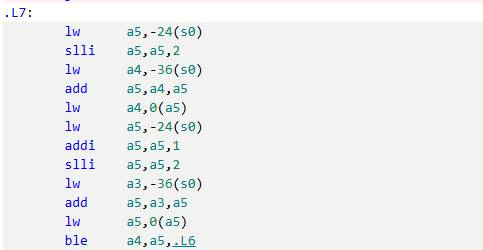 .L7:
lw a5,-24(s0)
slli a5,a5,2
lw a4,-36(s0)
add a5,a4,a5
lw a4,0(a5)
lw a5,-24(s0)
addi a5,a5,1
slli a5,a5,2
lw a3,-36(s0)
add a5,a3,a5
lw a5,0(a5)
ble a4,a5,.L6